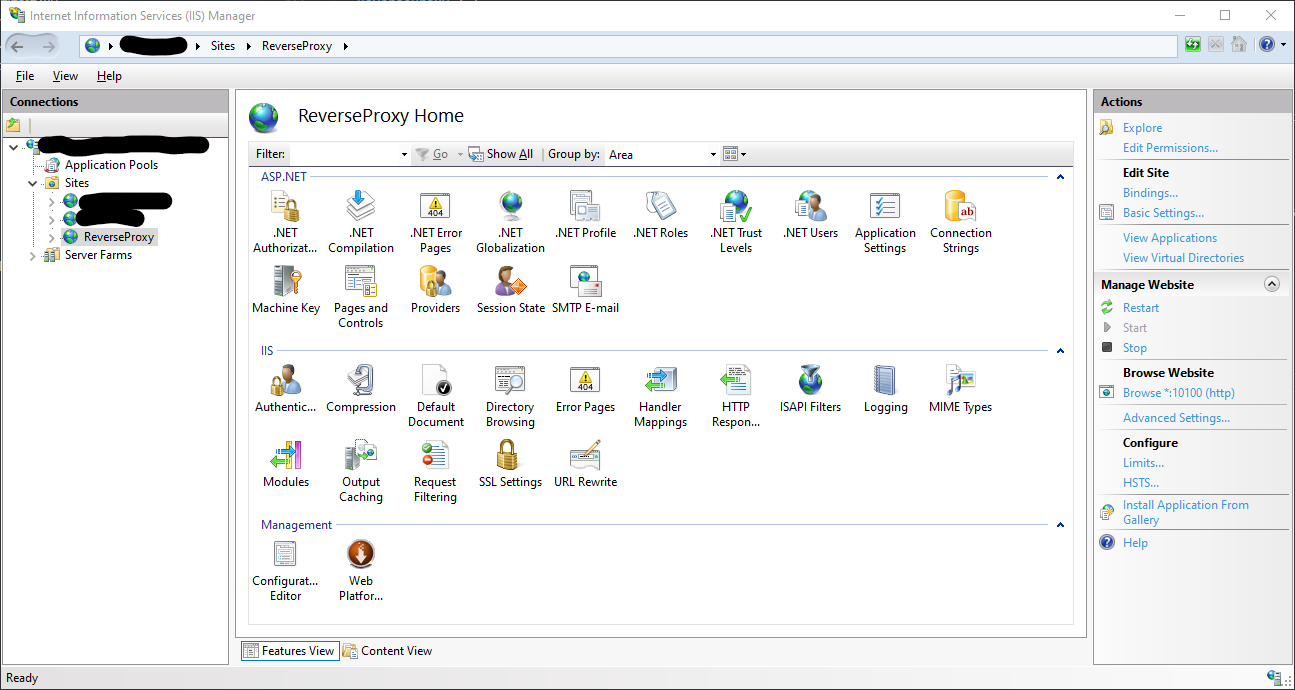 Internet Information Services (IIS) Manager
Sites
ReverseProxy
File View Help
Connections
Application Pools
Sites
ReverseProxy
Server Farms
ReverseProxy Home
Filter: Go Show All Group by: Area
ASP.NET
.NET Authorizat...
.NET Compilation
.NET Error Pages
.NET Globalization
.NET Profile
.NET Roles
.NET Trust Levels
.NET Users
Application Settings
Connection Strings
Machine Key
Pages and Controls
Providers
Session State
SMTP E-mail
IIS
Authentic...
Compression
Default Document
Directory Browsing
Error Pages
Handler Mappings
HTTP Respon...
ISAPI Filters
Logging
MIME Types
Modules
Output Caching
Request Filtering
SSL Settings
URL Rewrite
Management
Configurat... Editor
Web Platfor...
Features View
Content View
Actions
Explore
Edit Permissions...
Edit Site
Bindings...
Basic Settings...
View Applications
View Virtual Directories
Manage Website
Restart
Start
Stop
Browse Website
Browse *:10100 (http)
Advanced Settings...
Configure
Limits...
HSTS...
Install Application From
Gallery
Help
Ready